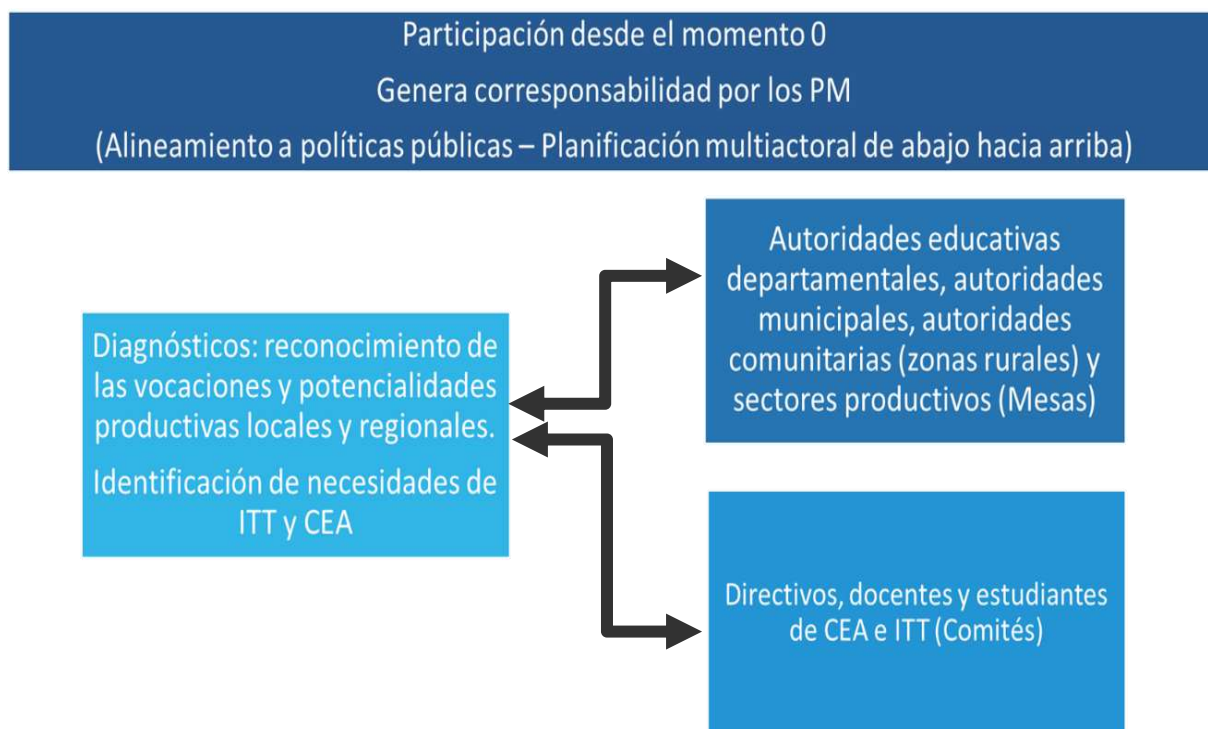 Participación desde el momento 0
Genera corresponsabilidad por los PM
(Alineamiento a políticas públicas – Planificación multiactoral de abajo hacia arriba)
Diagnósticos: reconocimiento de
las vocaciones y potencialidades
productivas locales y regionales.
Identificación de necesidades de
ITT y CEA
Autoridades educativas
departamentales, autoridades
municipales, autoridades
comunitarias (zonas rurales) y
sectores productivos (Mesas)
Directivos, docentes y estudiantes
de CEA e ITT (Comités)